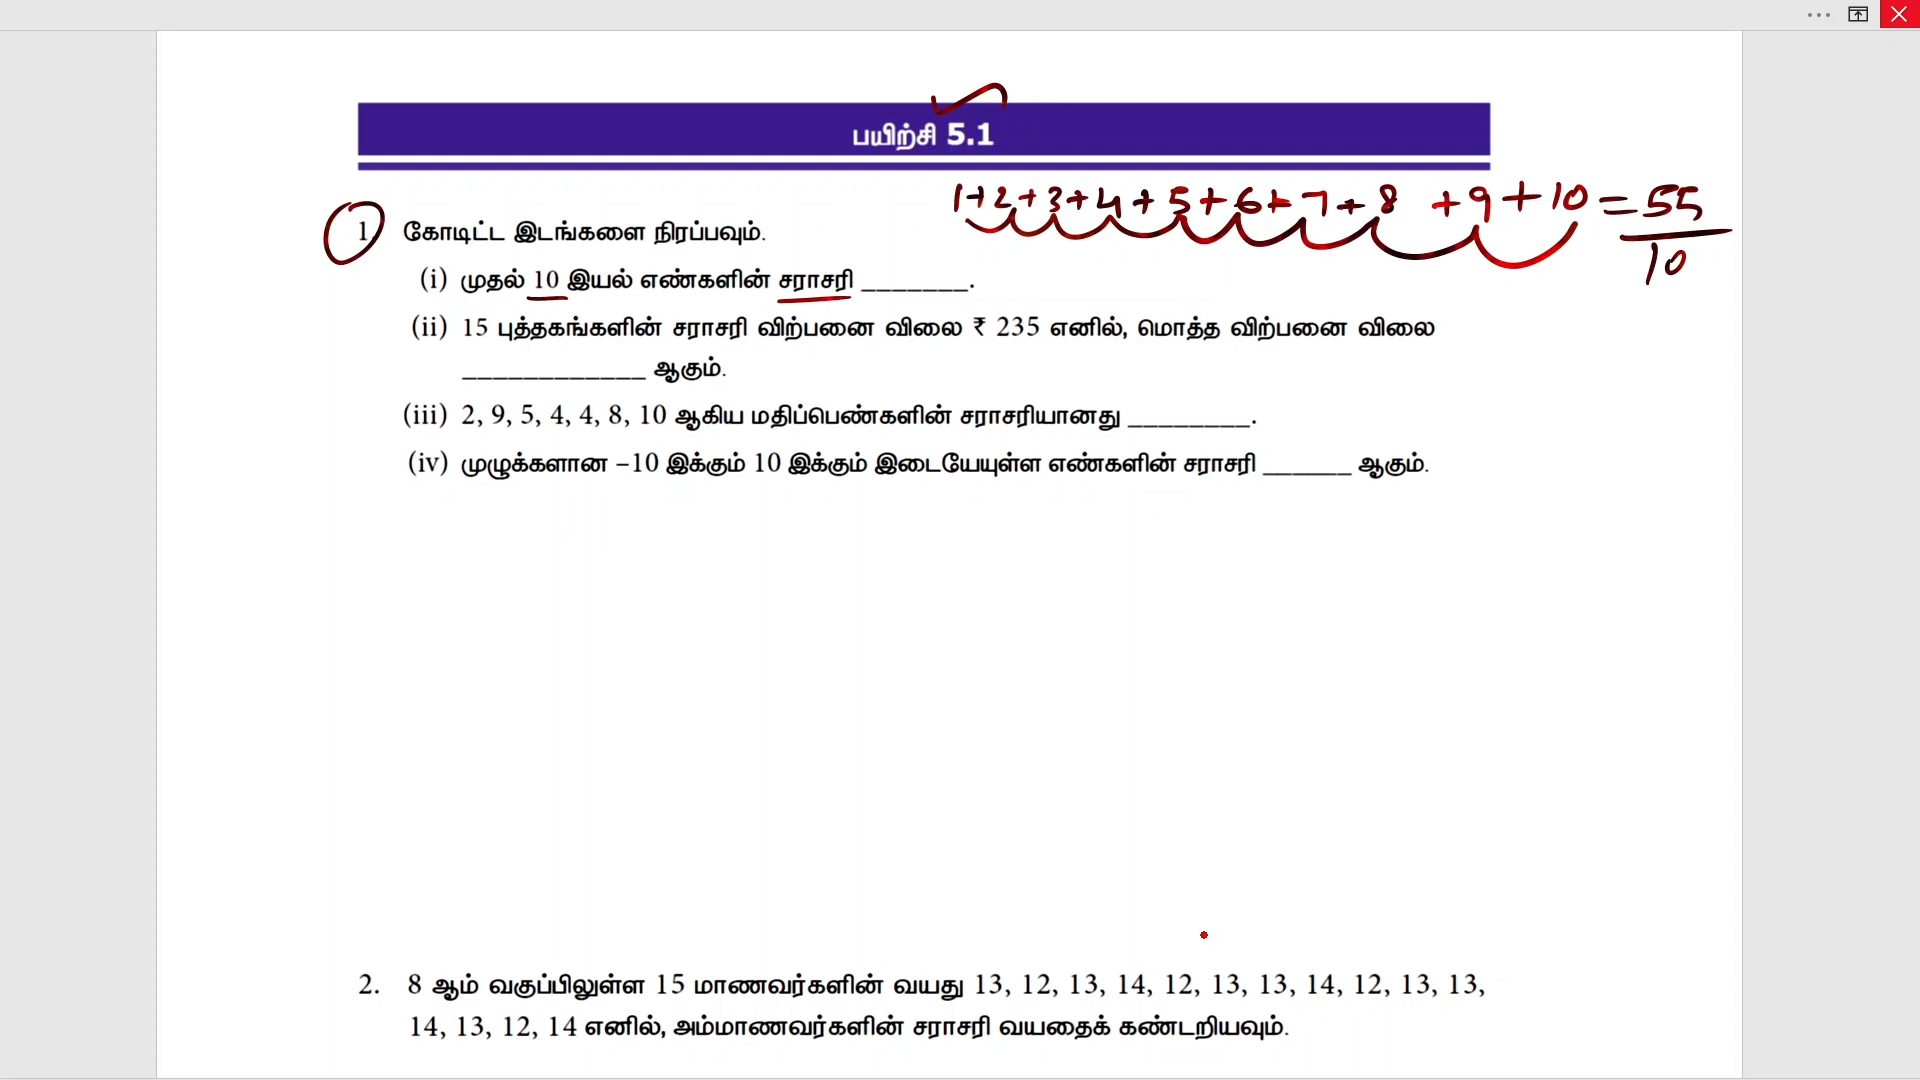 பயிற்சி 5.1
1+2+3+4+5+6+7+8+9+10=55
10
1. கோடிட்ட இடங்களை நிரப்பவும்.
(i) முதல் 10 இயல் எண்களின் சராசரி _______.
(ii) 15 புத்தகங்களின் சராசரி விற்பனை விலை ₹ 235 எனில், மொத்த விற்பனை விலை
____________ ஆகும்.
(iii) 2, 9, 5, 4, 4, 8, 10 ஆகிய மதிப்பெண்களின் சராசரியானது ________.
(iv) முழுக்களான –10 இக்கும் 10 இக்கும் இடையேயுள்ள எண்களின் சராசரி ______ ஆகும்.
2. 8 ஆம் வகுப்பிலுள்ள 15 மாணவர்களின் வயது 13, 12, 13, 14, 12, 13, 13, 14, 12, 13, 13,
14, 13, 12, 14 எனில், அம்மாணவர்களின் சராசரி வயதைக் கண்டறியவும்.